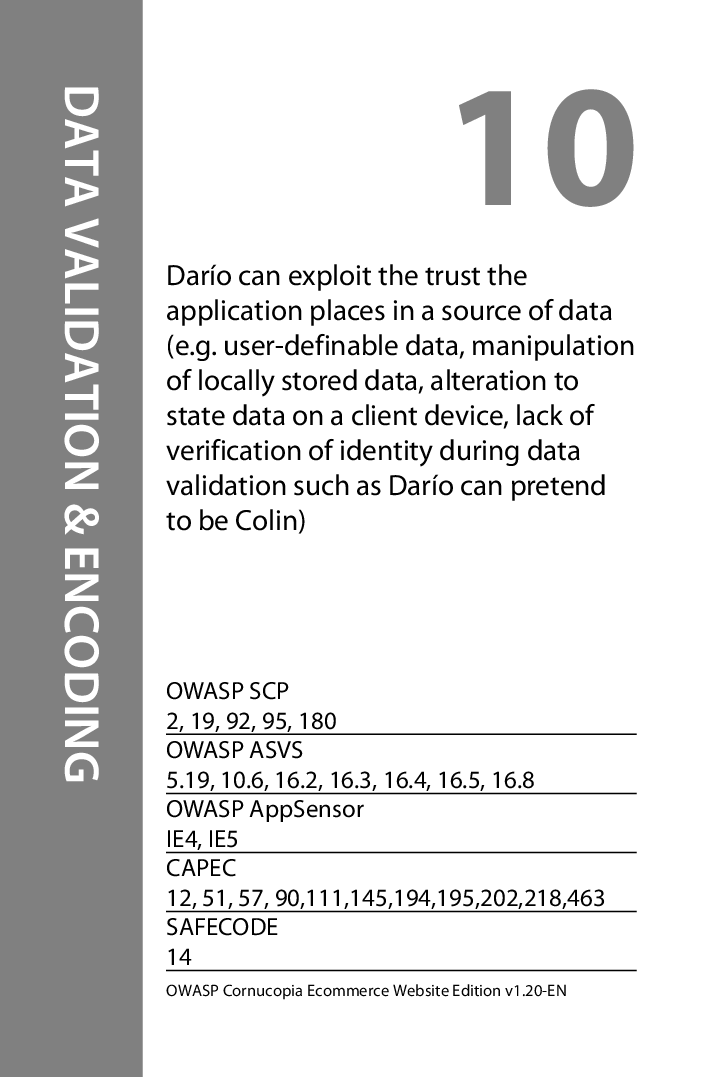 DATA VALIDATION & ENCODING
10
Darío can exploit the trust the
application places in a source of data
(e.g. user-definable data, manipulation
of locally stored data, alteration to
state data on a client device, lack of
verification of identity during data
validation such as Darío can pretend
to be Colin)
OWASP SCP
2, 19, 92, 95, 180
OWASP ASVS
5.19, 10.6, 16.2, 16.3, 16.4, 16.5, 16.8
OWASP AppSensor
IE4, IE5
CAPEC
12, 51, 57, 90,111,145,194,195,202,218,463
SAFECODE
14
OWASP Cornucopia Ecommerce Website Edition v1.20-EN